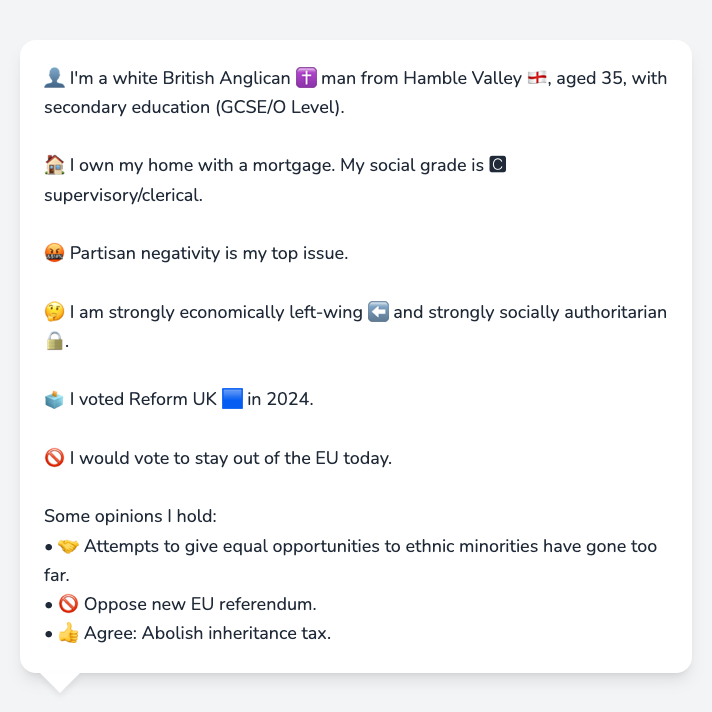 👤 I'm a white British Anglican ✝️ man from Hamble Valley 🏴󠁧󠁢󠁥󠁮󠁧󠁿, aged 35, with
secondary education (GCSE/O Level).
🏠 I own my home with a mortgage. My social grade is 🅲
supervisory/clerical.
🤬 Partisan negativity is my top issue.
🤔 I am strongly economically left-wing ⬅️ and strongly socially authoritarian
🔒.
🗳️ I voted Reform UK 🟦 in 2024.
🚫 I would vote to stay out of the EU today.
Some opinions I hold:
• 🤝 Attempts to give equal opportunities to ethnic minorities have gone too
far.
• 🚫 Oppose new EU referendum.
• 👍 Agree: Abolish inheritance tax.